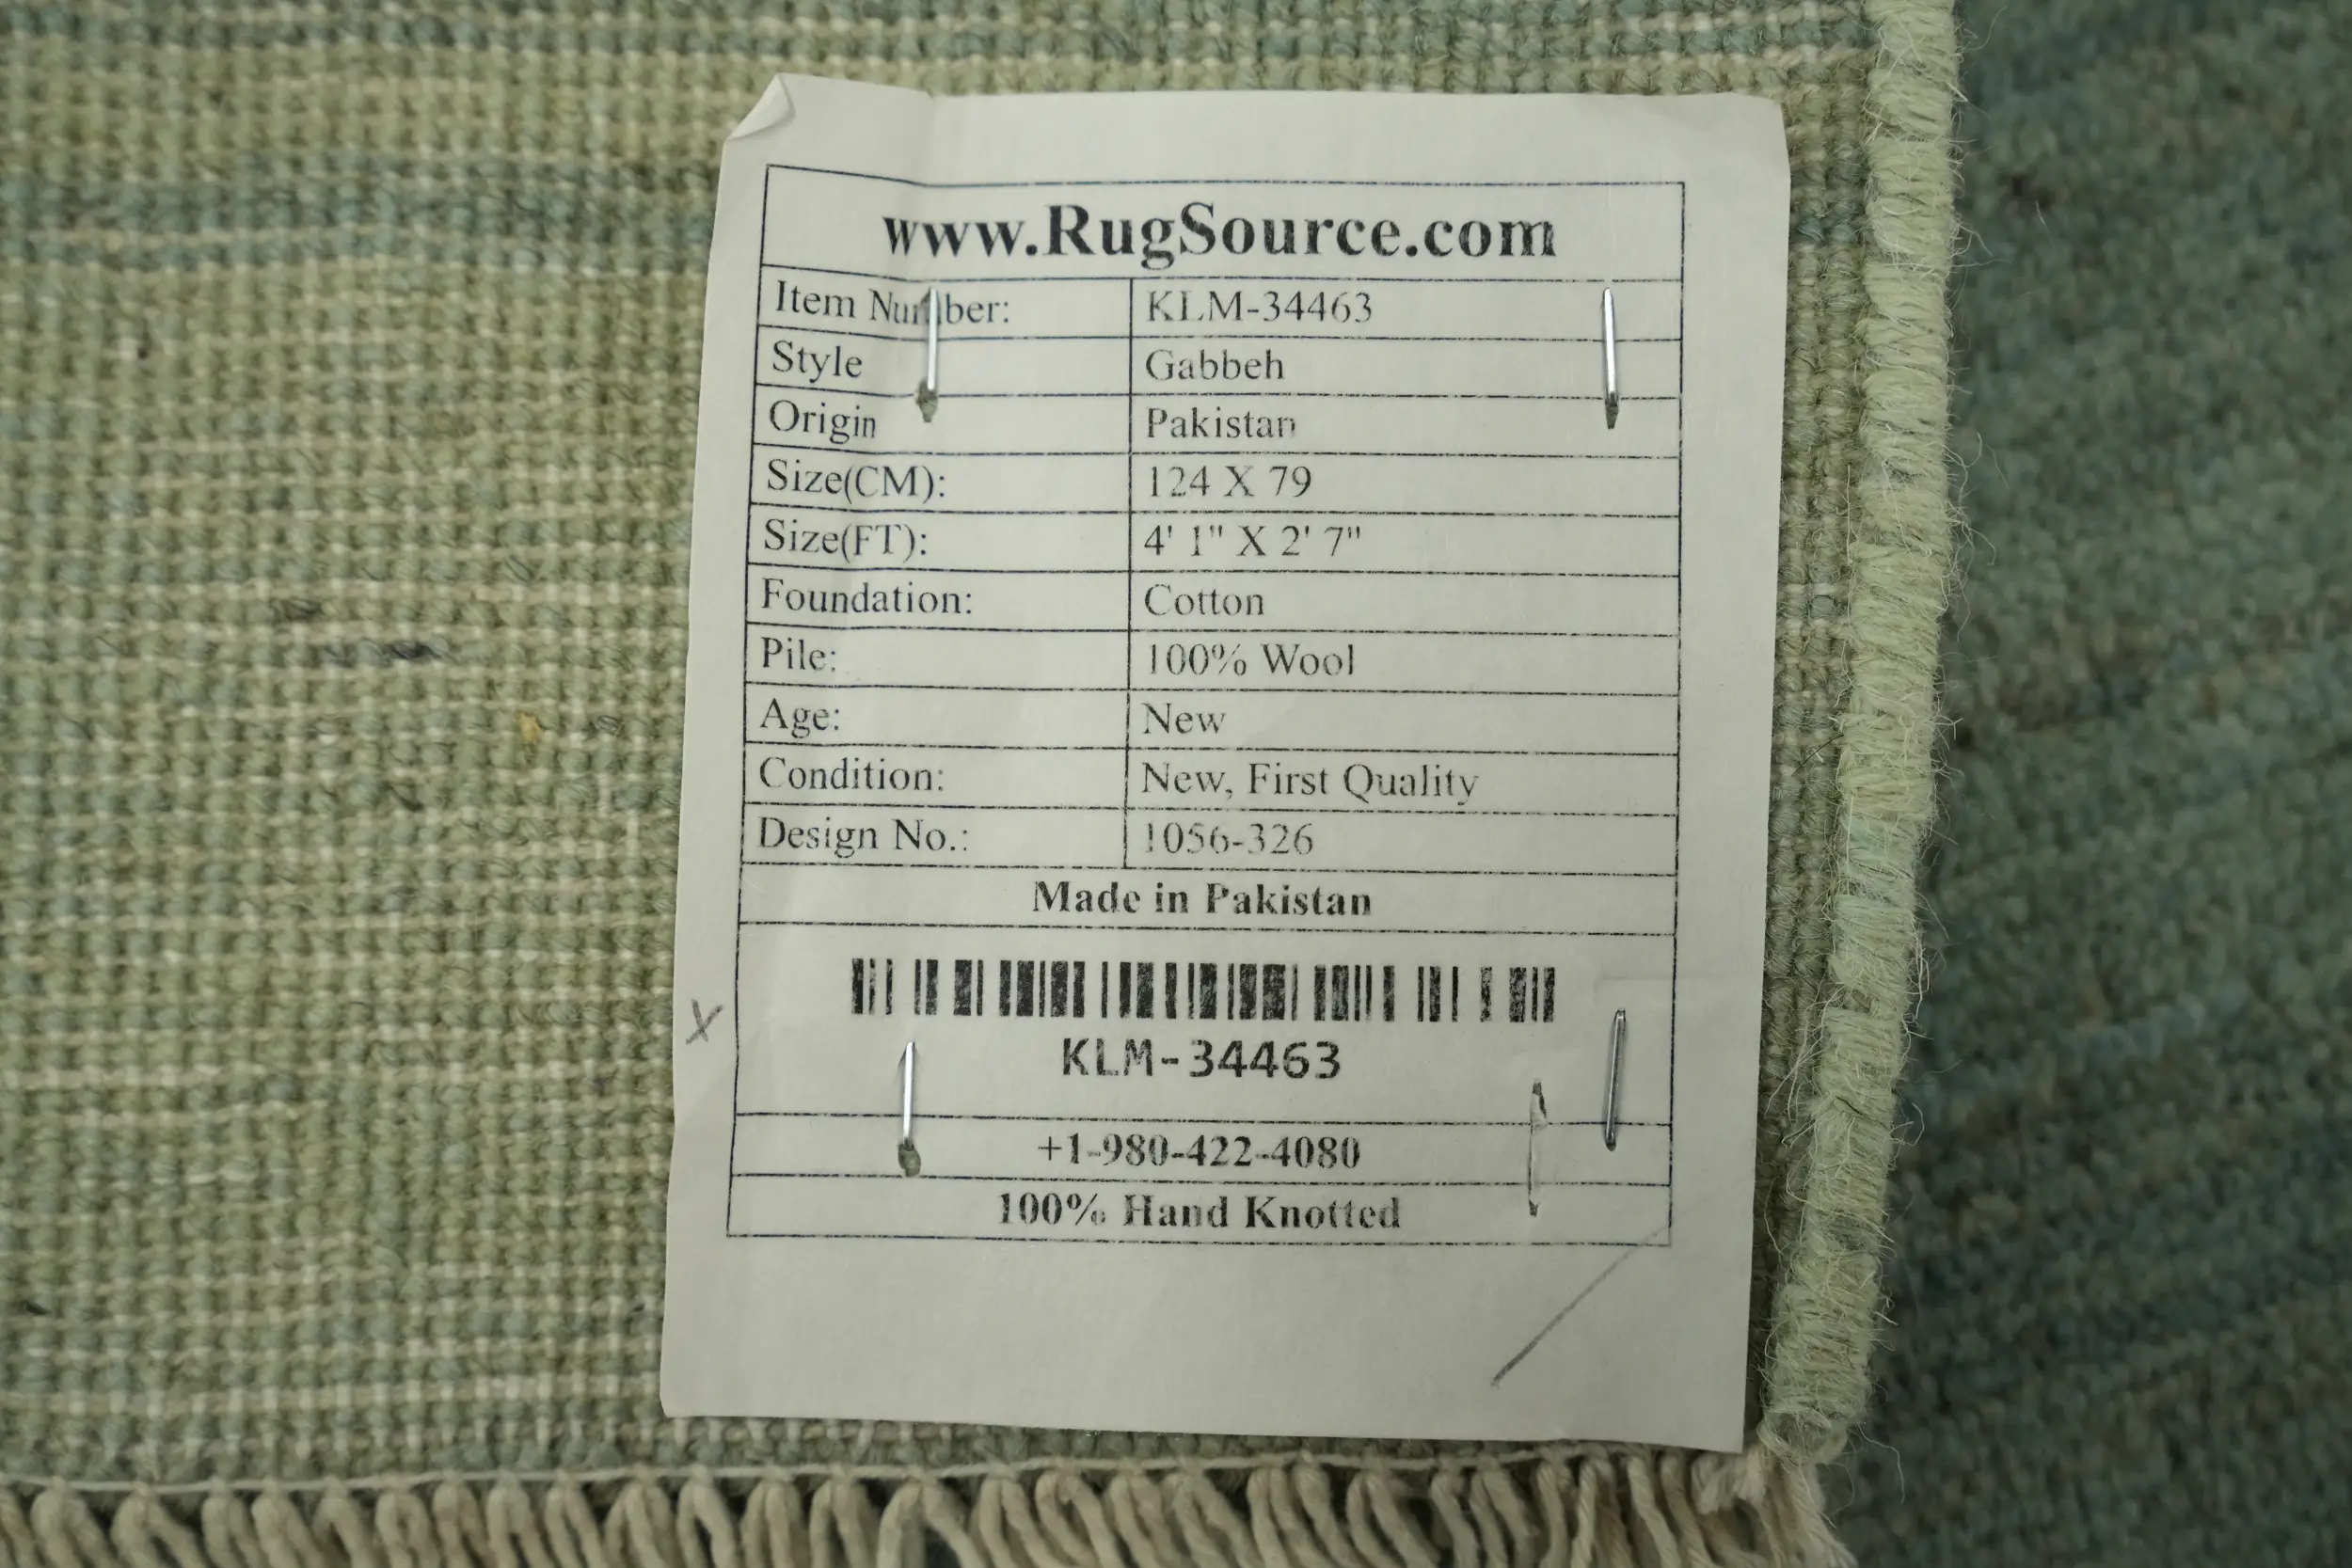 www.RugSource.com
Item Number: KLM-34463
Style Gabbeh
Origin Pakistan
Size(CM): 124 X 79
Size(FT): 4' 1" X 2' 7"
Foundation: Cotton
Pile: 100% Wool
Age: New
Condition: New, First Quality
Design No.: 1056-326
Made in Pakistan
X
KLM-34463
+1-980-422-4080
100% Hand Knotted